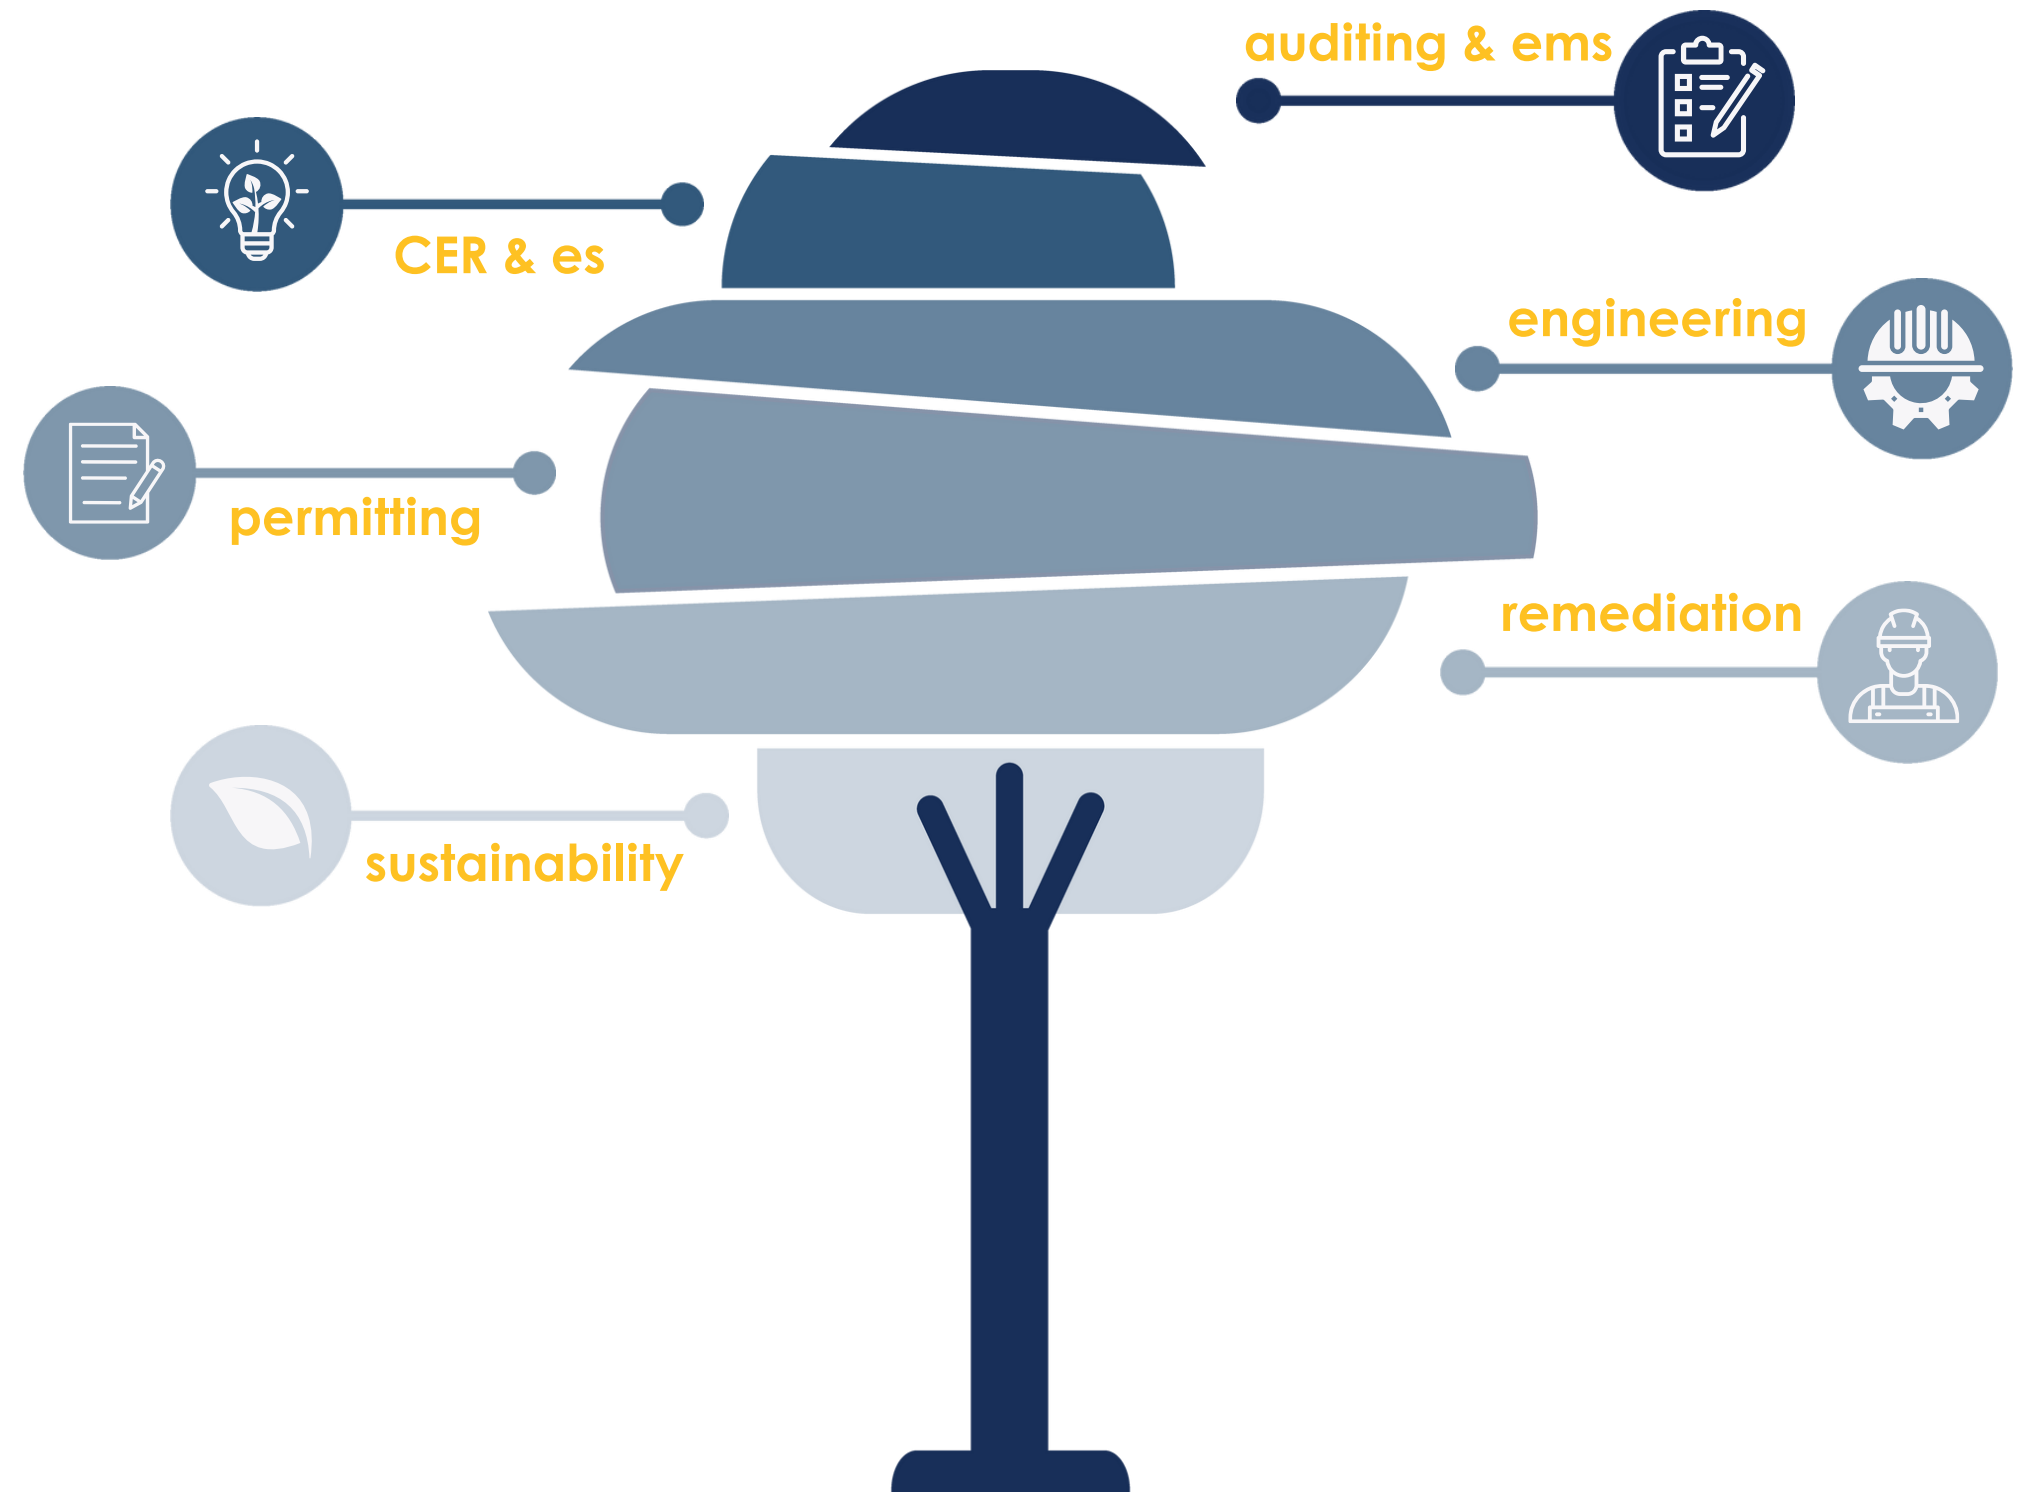 auditing & ems
CER & es
engineering
permitting
remediation
sustainability